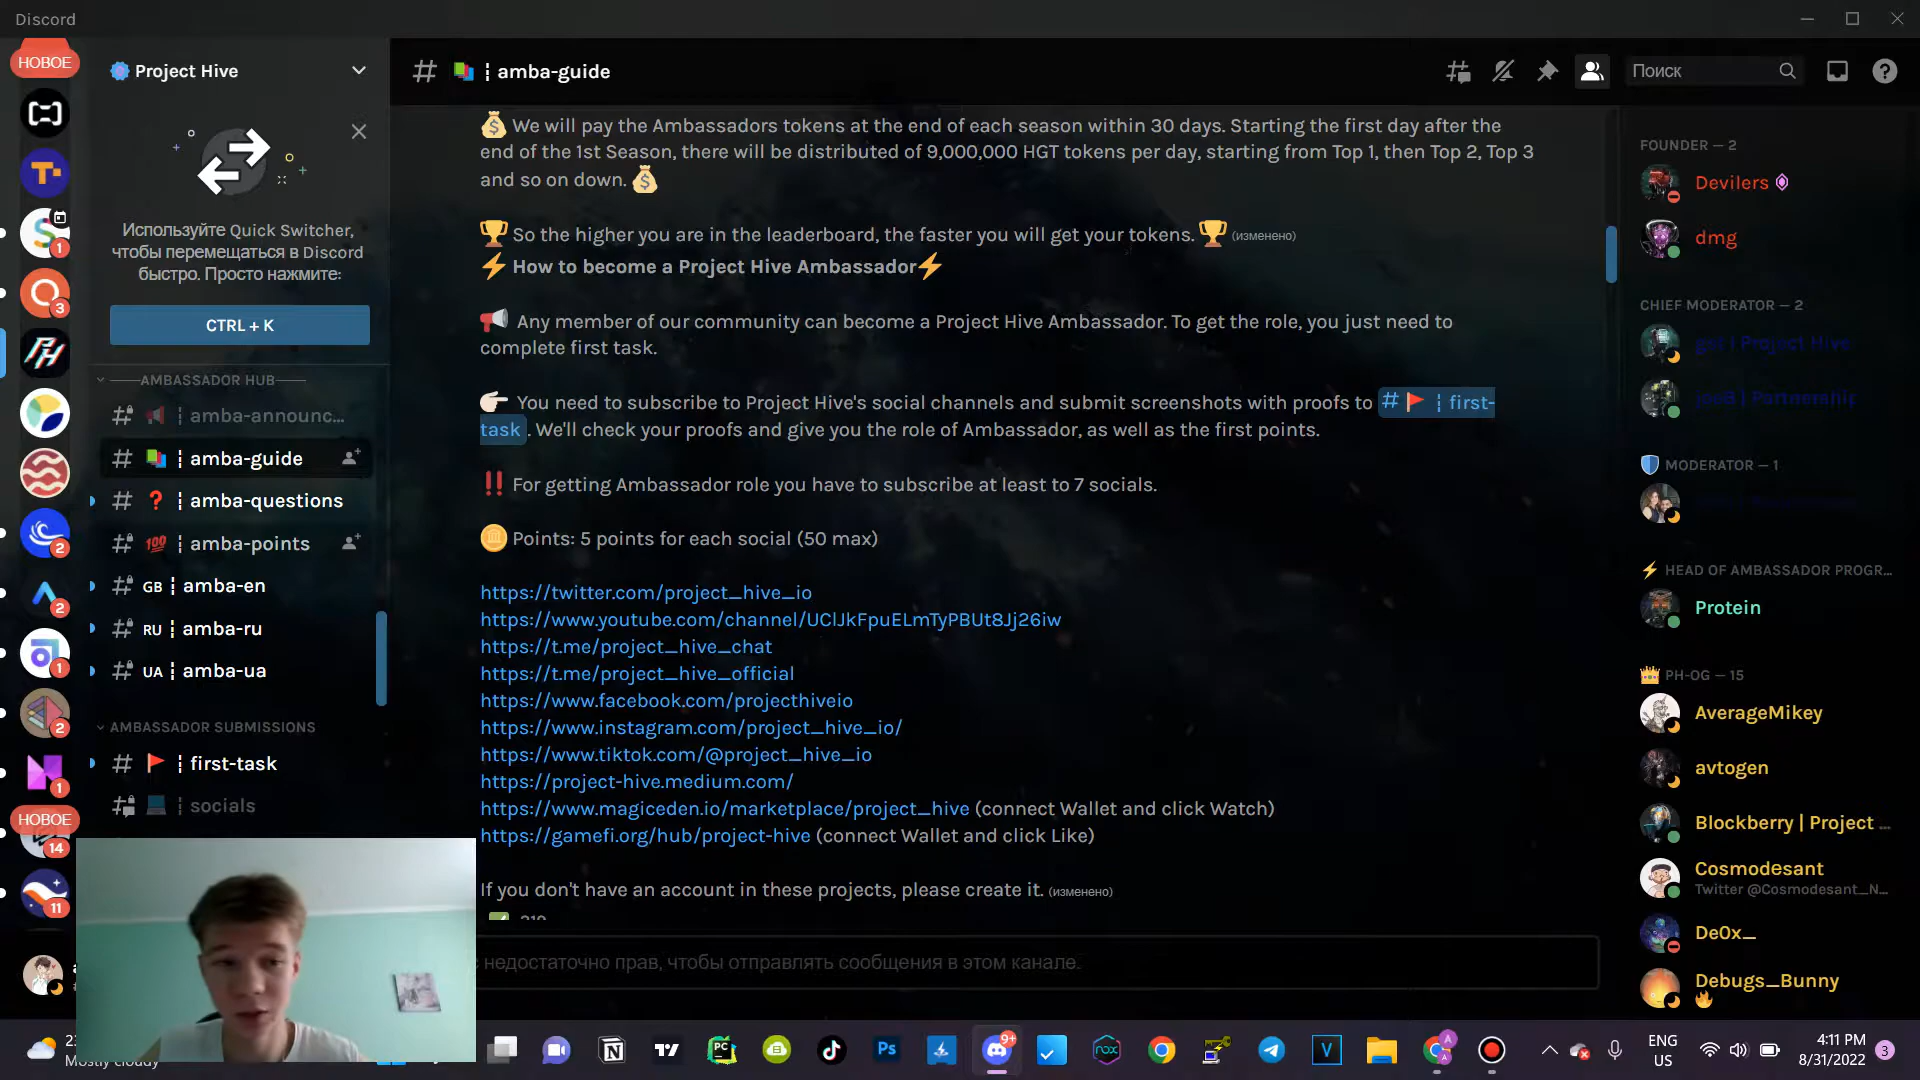 Discord
НОВОЕ
Project Hive
Используйте Quick Switcher,
чтобы перемещаться в Discord
быстро. Просто нажмите:
CTRL + K
AMBASSADOR HUB
amba-announc...
amba-guide
amba-questions
amba-points
GB ¦ amba-en
RU ¦ amba-ru
UA ¦ amba-ua
AMBASSADOR SUBMISSIONS
first-task
socials
1
3
2
2
1
2
1
НОВОЕ
14
11
# ¦ amba-guide
Поиск
We will pay the Ambassadors tokens at the end of each season within 30 days. Starting the first day after the
end of the 1st Season, there will be distributed of 9,000,000 HGT tokens per day, starting from Top 1, then Top 2, Top 3
and so on down.
So the higher you are in the leaderboard, the faster you will get your tokens. (изменено)
How to become a Project Hive Ambassador
Any member of our community can become a Project Hive Ambassador. To get the role, you just need to
complete first task.
You need to subscribe to Project Hive's social channels and submit screenshots with proofs to # ¦ first-
task . We'll check your proofs and give you the role of Ambassador, as well as the first points.
‼ For getting Ambassador role you have to subscribe at least to 7 socials.
Points: 5 points for each social (50 max)
https://twitter.com/project_hive_io
https://www.youtube.com/channel/UClJkFpuELmTyPBUt8Jj26iw
https://t.me/project_hive_chat
https://t.me/project_hive_official
https://www.facebook.com/projecthiveio
https://www.instagram.com/project_hive_io/
https://www.tiktok.com/@project_hive_io
https://project-hive.medium.com/
https://www.magiceden.io/marketplace/project_hive (connect Wallet and click Watch)
https://gamefi.org/hub/project-hive (connect Wallet and click Like)
If you don't have an account in these projects, please create it. (изменено)
недостаточно прав, чтобы отправлять сообщения в этом канале.
FOUNDER — 2
Devilers
dmg
CHIEF MODERATOR — 2
MODERATOR — 1
HEAD OF AMBASSADOR PROGR...
Protein
PH-OG — 15
AverageMikey
avtogen
Blockberry | Project ...
Cosmodesant
Twitter @Cosmodesant_N...
De0x_
Debugs_Bunny
Mostly cloudy
PC
Ps
nox
9+
V
ENG
US
4:11 PM
8/31/2022
3